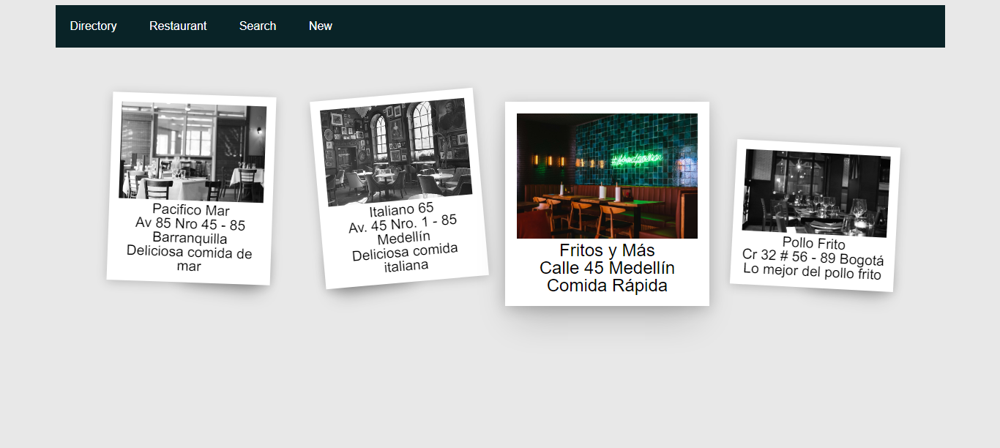 Directory Restaurant Search New
Pacifico Mar
Av 85 Nro 45 - 85
Barranquilla
Deliciosa comida de
mar
Italiano 65
Av. 45 Nro. 1 - 85
Medellín
Deliciosa comida
italiana
Fritos y Más
Calle 45 Medellín
Comida Rápida
Pollo Frito
Cr 32 # 56 - 89 Bogotá
Lo mejor del pollo frito